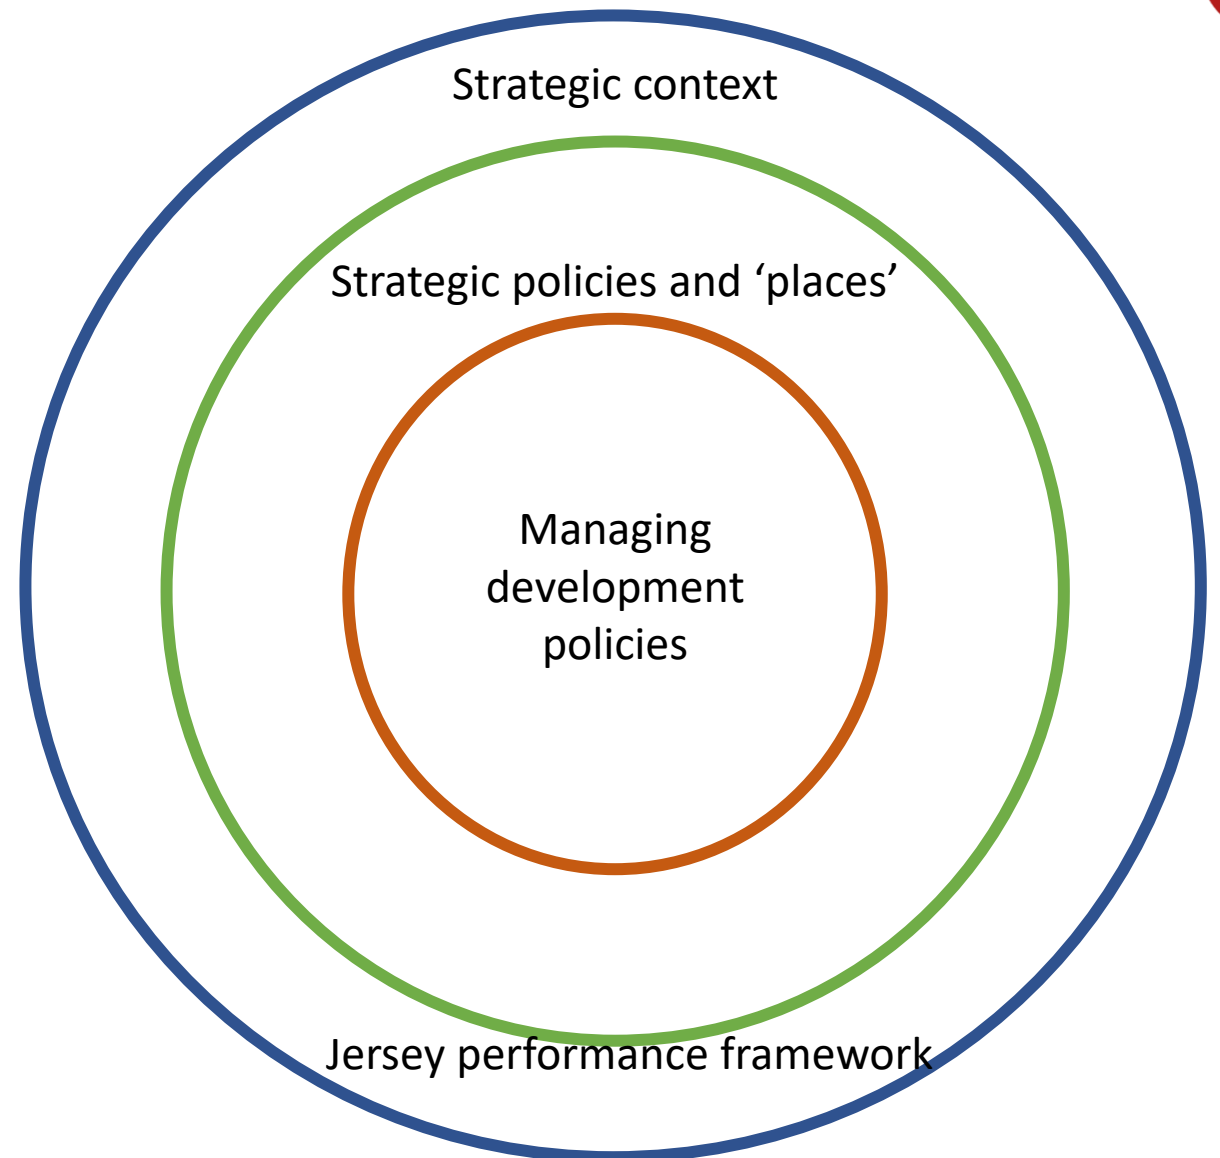 Strategic context
Strategic policies and ‘places’
Managing
development
policies
Jersey performance framework